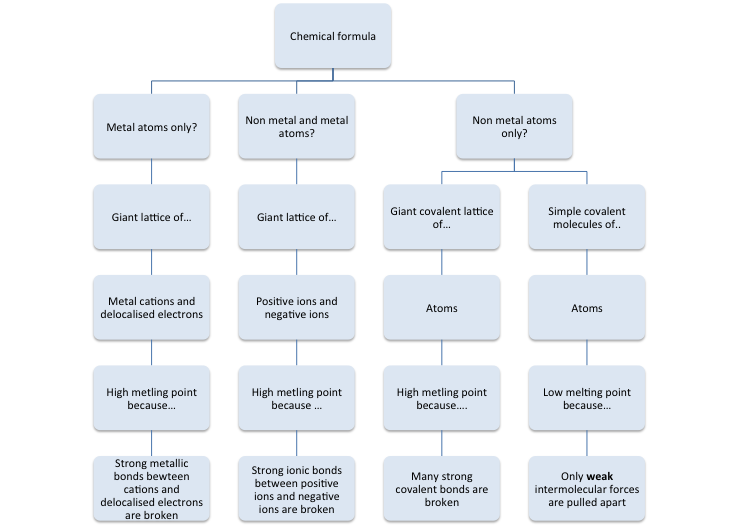 Chemical formula
Metal atoms only?
Non metal and metal
atoms?
Non metal atoms
only?
Giant lattice of…
Giant lattice of…
Giant covalent lattice
of…
Simple covalent
molecules of..
Metal cations and
delocalised electrons
Positive ions and
negative ions
Atoms
Atoms
High metling point
because…
High metling point
because …
High metling point
because….
Low melting point
because…
Strong metallic
bonds bewteen
cations and
delocalised electrons
are broken
Strong ionic bonds
between positive
ions and negative
ions are broken
Many strong
covalent bonds are
broken
Only weak
intermolecular forces
are pulled apart